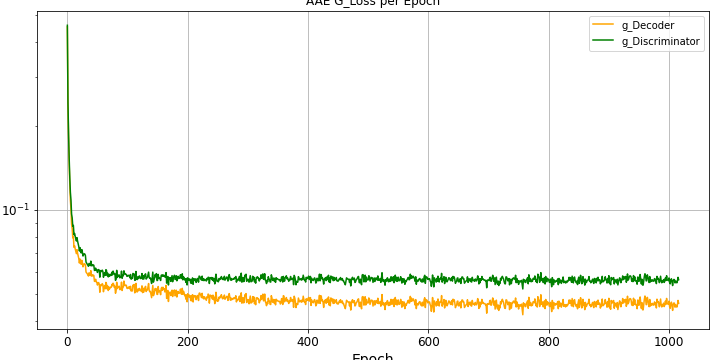 AAE G_Loss per Epoch
g_Decoder
g_Discriminator
10⁻¹
0 200 400 600 800 1000
Epoch